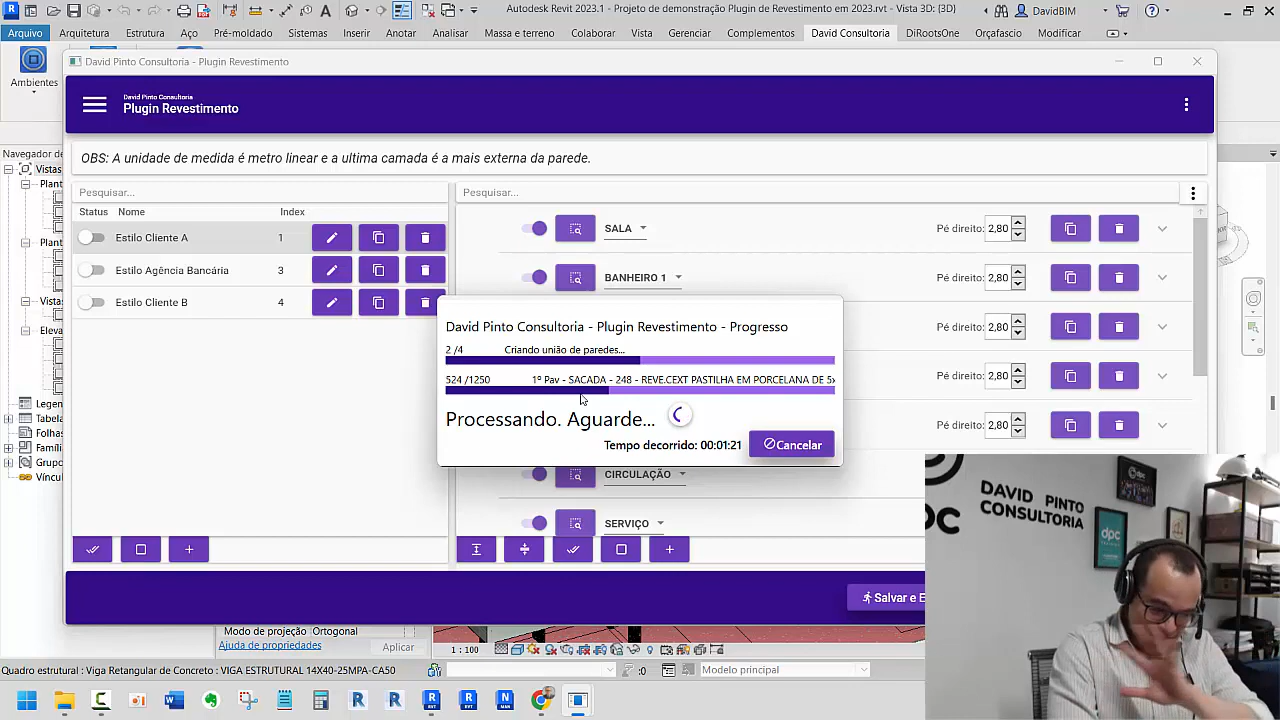 Autodesk Revit 2023.1 - Projeto de demonstração Plugin de Revestimento em 2023.rvt - Vista 3D: {3D}
DavidBIM
Arquivo Arquitetura Estrutura Aço Pré-moldado Sistemas Inserir Anotar Analisar Massa e terreno Colaborar Vista Gerenciar Complementos David Consultoria DiRootsOne Orçafascio Modificar
Ambientes
David Pinto Consultoria - Plugin Revestimento
David Pinto Consultoria
Plugin Revestimento
OBS: A unidade de medida é metro linear e a ultima camada é a mais externa da parede.
Navegador de
Vistas
Plant
Plant
Vistas
Eleva
Legen
Tabela
Folhas
Famíl
Grupo
Víncu
Pesquisar...
Status Nome Index
Estilo Cliente A 1
Estilo Agência Bancária 3
Estilo Cliente B 4
Pesquisar...
SALA Pé direito: 2,80
BANHEIRO 1 Pé direito: 2,80
2,80
2,80
2,80
CIRCULAÇÃO
SERVIÇO
David Pinto Consultoria - Plugin Revestimento - Progresso
2 /4 Criando união de paredes...
524 /1250 1º Pav - SACADA - 248 - REVE.CEXT PASTILHA EM PORCELANA DE 5x
Processando. Aguarde...
Tempo decorrido: 00:01:21
Cancelar
Salvar e E
Modo de projeção Ortogonal
Ajuda de propriedades Aplicar
1 : 100
Quadro estrutural : Viga Retangular de Concreto : VIGA ESTRUTURAL 14X40-25MPA-CA50
:0
Modelo principal
DAVID PINTO
CONSULTORIA
dpc